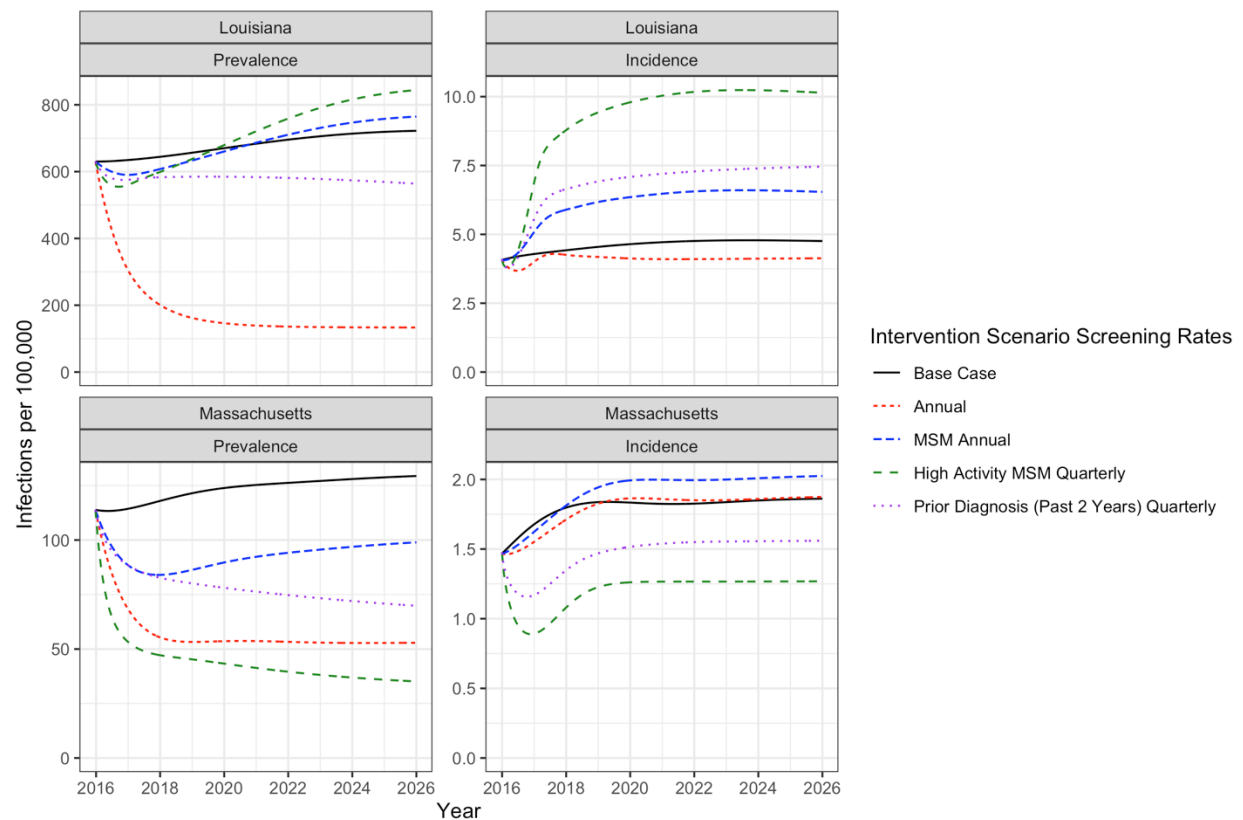 Louisiana
Prevalence
Louisiana
Incidence
800
600
400
200
0
10.0
7.5
5.0
2.5
0.0
Massachusetts
Prevalence
Massachusetts
Incidence
100
50
0
2.0
1.5
1.0
0.5
0.0
2016 2018 2020 2022 2024 2026
2016 2018 2020 2022 2024 2026
Year
Infections per 100,000
Intervention Scenario Screening Rates
Base Case
Annual
MSM Annual
High Activity MSM Quarterly
Prior Diagnosis (Past 2 Years) Quarterly